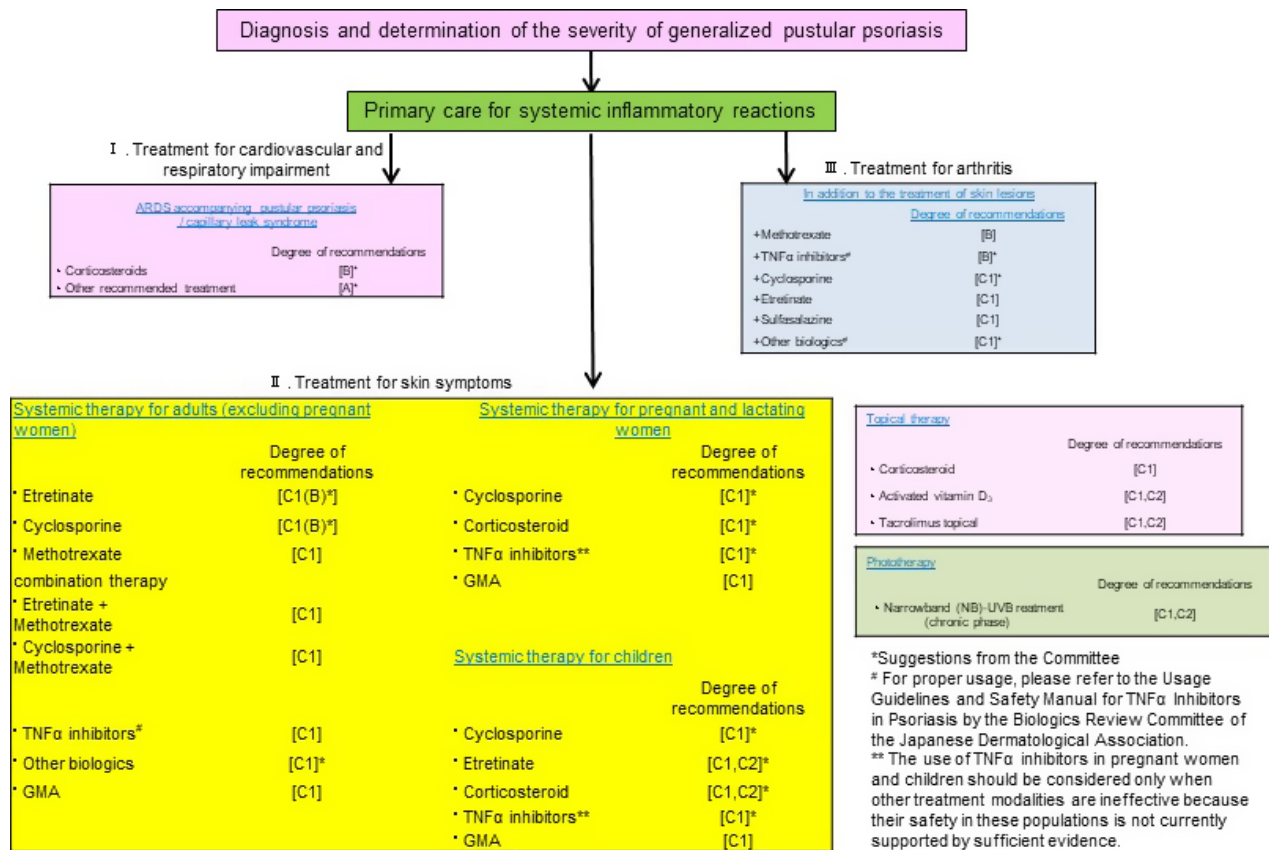 Diagnosis and determination of the severity of generalized pustular psoriasis
Primary care for systemic inflammatory reactions
Ⅰ . Treatment for cardiovascular and
respiratory impairment
ARDS accompanying pustular psoriasis
/ capillary leak syndrome
Degree of recommendations
・Corticosteroids [B]*
・Other recommended treatment [A]*
Ⅲ . Treatment for arthritis
In addition to the treatment of skin lesions
Degree of recommendations
+Methotrexate [B]
+TNFα inhibitors# [B]*
+Cyclosporine [C1]*
+Etretinate [C1]
+Sulfasalazine [C1]
+Other biologics# [C1]*
Ⅱ . Treatment for skin symptoms
Systemic therapy for adults (excluding pregnant
women)
Degree of
recommendations
・Etretinate [C1(B)*]
・Cyclosporine [C1(B)*]
・Methotrexate [C1]
combination therapy
・Etretinate +
Methotrexate [C1]
・Cyclosporine +
Methotrexate [C1]
・TNFα inhibitors# [C1]
・Other biologics [C1]*
・GMA [C1]
Systemic therapy for pregnant and lactating
women
Degree of
recommendations
・Cyclosporine [C1]*
・Corticosteroid [C1]*
・TNFα inhibitors** [C1]*
・GMA [C1]
Systemic therapy for children
Degree of
recommendations
・Cyclosporine [C1]*
・Etretinate [C1,C2]*
・Corticosteroid [C1,C2]*
・TNFα inhibitors** [C1]*
・GMA [C1]
Topical therapy
Degree of recommendations
・Corticosteroid [C1]
・Activated vitamin D₃ [C1,C2]
・Tacrolimus topical [C1,C2]
Phototherapy
Degree of recommendations
・Narrowband (NB)-UVB reatment
(chronic phase) [C1,C2]
*Suggestions from the Committee
# For proper usage, please refer to the Usage
Guidelines and Safety Manual for TNFα Inhibitors
in Psoriasis by the Biologics Review Committee of
the Japanese Dermatological Association.
** The use of TNFα inhibitors in pregnant women
and children should be considered only when
other treatment modalities are ineffective because
their safety in these populations is not currently
supported by sufficient evidence.